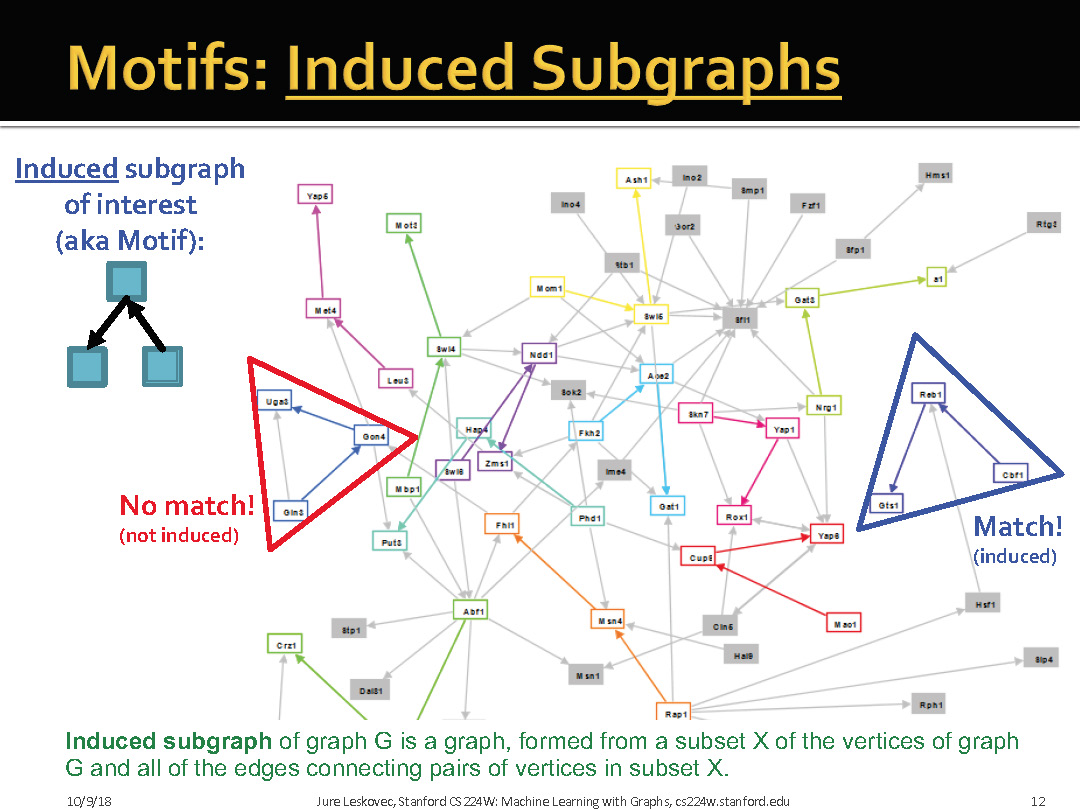 Motifs: Induced Subgraphs
Induced subgraph
of interest
(aka Motif):
Yap5
Mot3
Ash1
Ino2
Smp1
Hms1
Ino4
Fzf1
Gor2
Rtg3
Sfp1
Stb1
a1
Mom1
Gat3
Met4
Swi5
Sfl1
Swi4
Ndd1
Leu3
Ace2
Sok2
Reb1
Uga3
Skn7
Nrg1
Gcn4
Hap4
Fkh2
Yap1
Swi6
Zms1
Ime4
Cbf1
Mbp1
Gat1
Gts1
Gln3
No match!
(not induced)
Fhl1
Phd1
Rox1
Match!
(induced)
Put3
Yap6
Cup9
Hsf1
Abf1
Msn4
Cin5
Mac1
Stp1
Crz1
Hal9
Slp4
Msn1
Dal81
Rap1
Rph1
Induced subgraph of graph G is a graph, formed from a subset X of the vertices of graph
G and all of the edges connecting pairs of vertices in subset X.
10/9/18
Jure Leskovec, Stanford CS224W: Machine Learning with Graphs, cs224w.stanford.edu
12